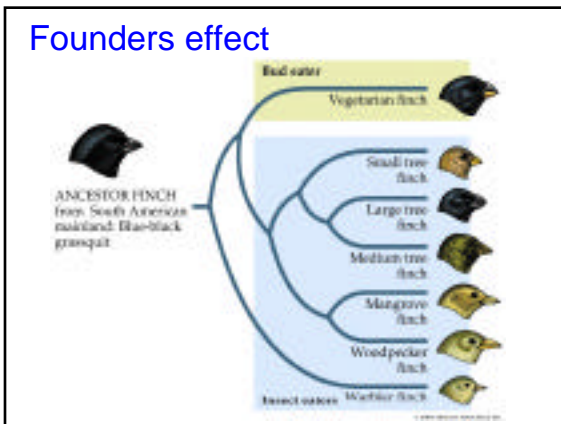 Founders effect
Bud eater
Vegetarian finch
ANCESTOR FINCH
from South American
mainland: Blue-black
grassquit
Small tree
finch
Large tree
finch
Medium tree
finch
Mangrove
finch
Woodpecker
finch
Insect eaters
Warbler finch